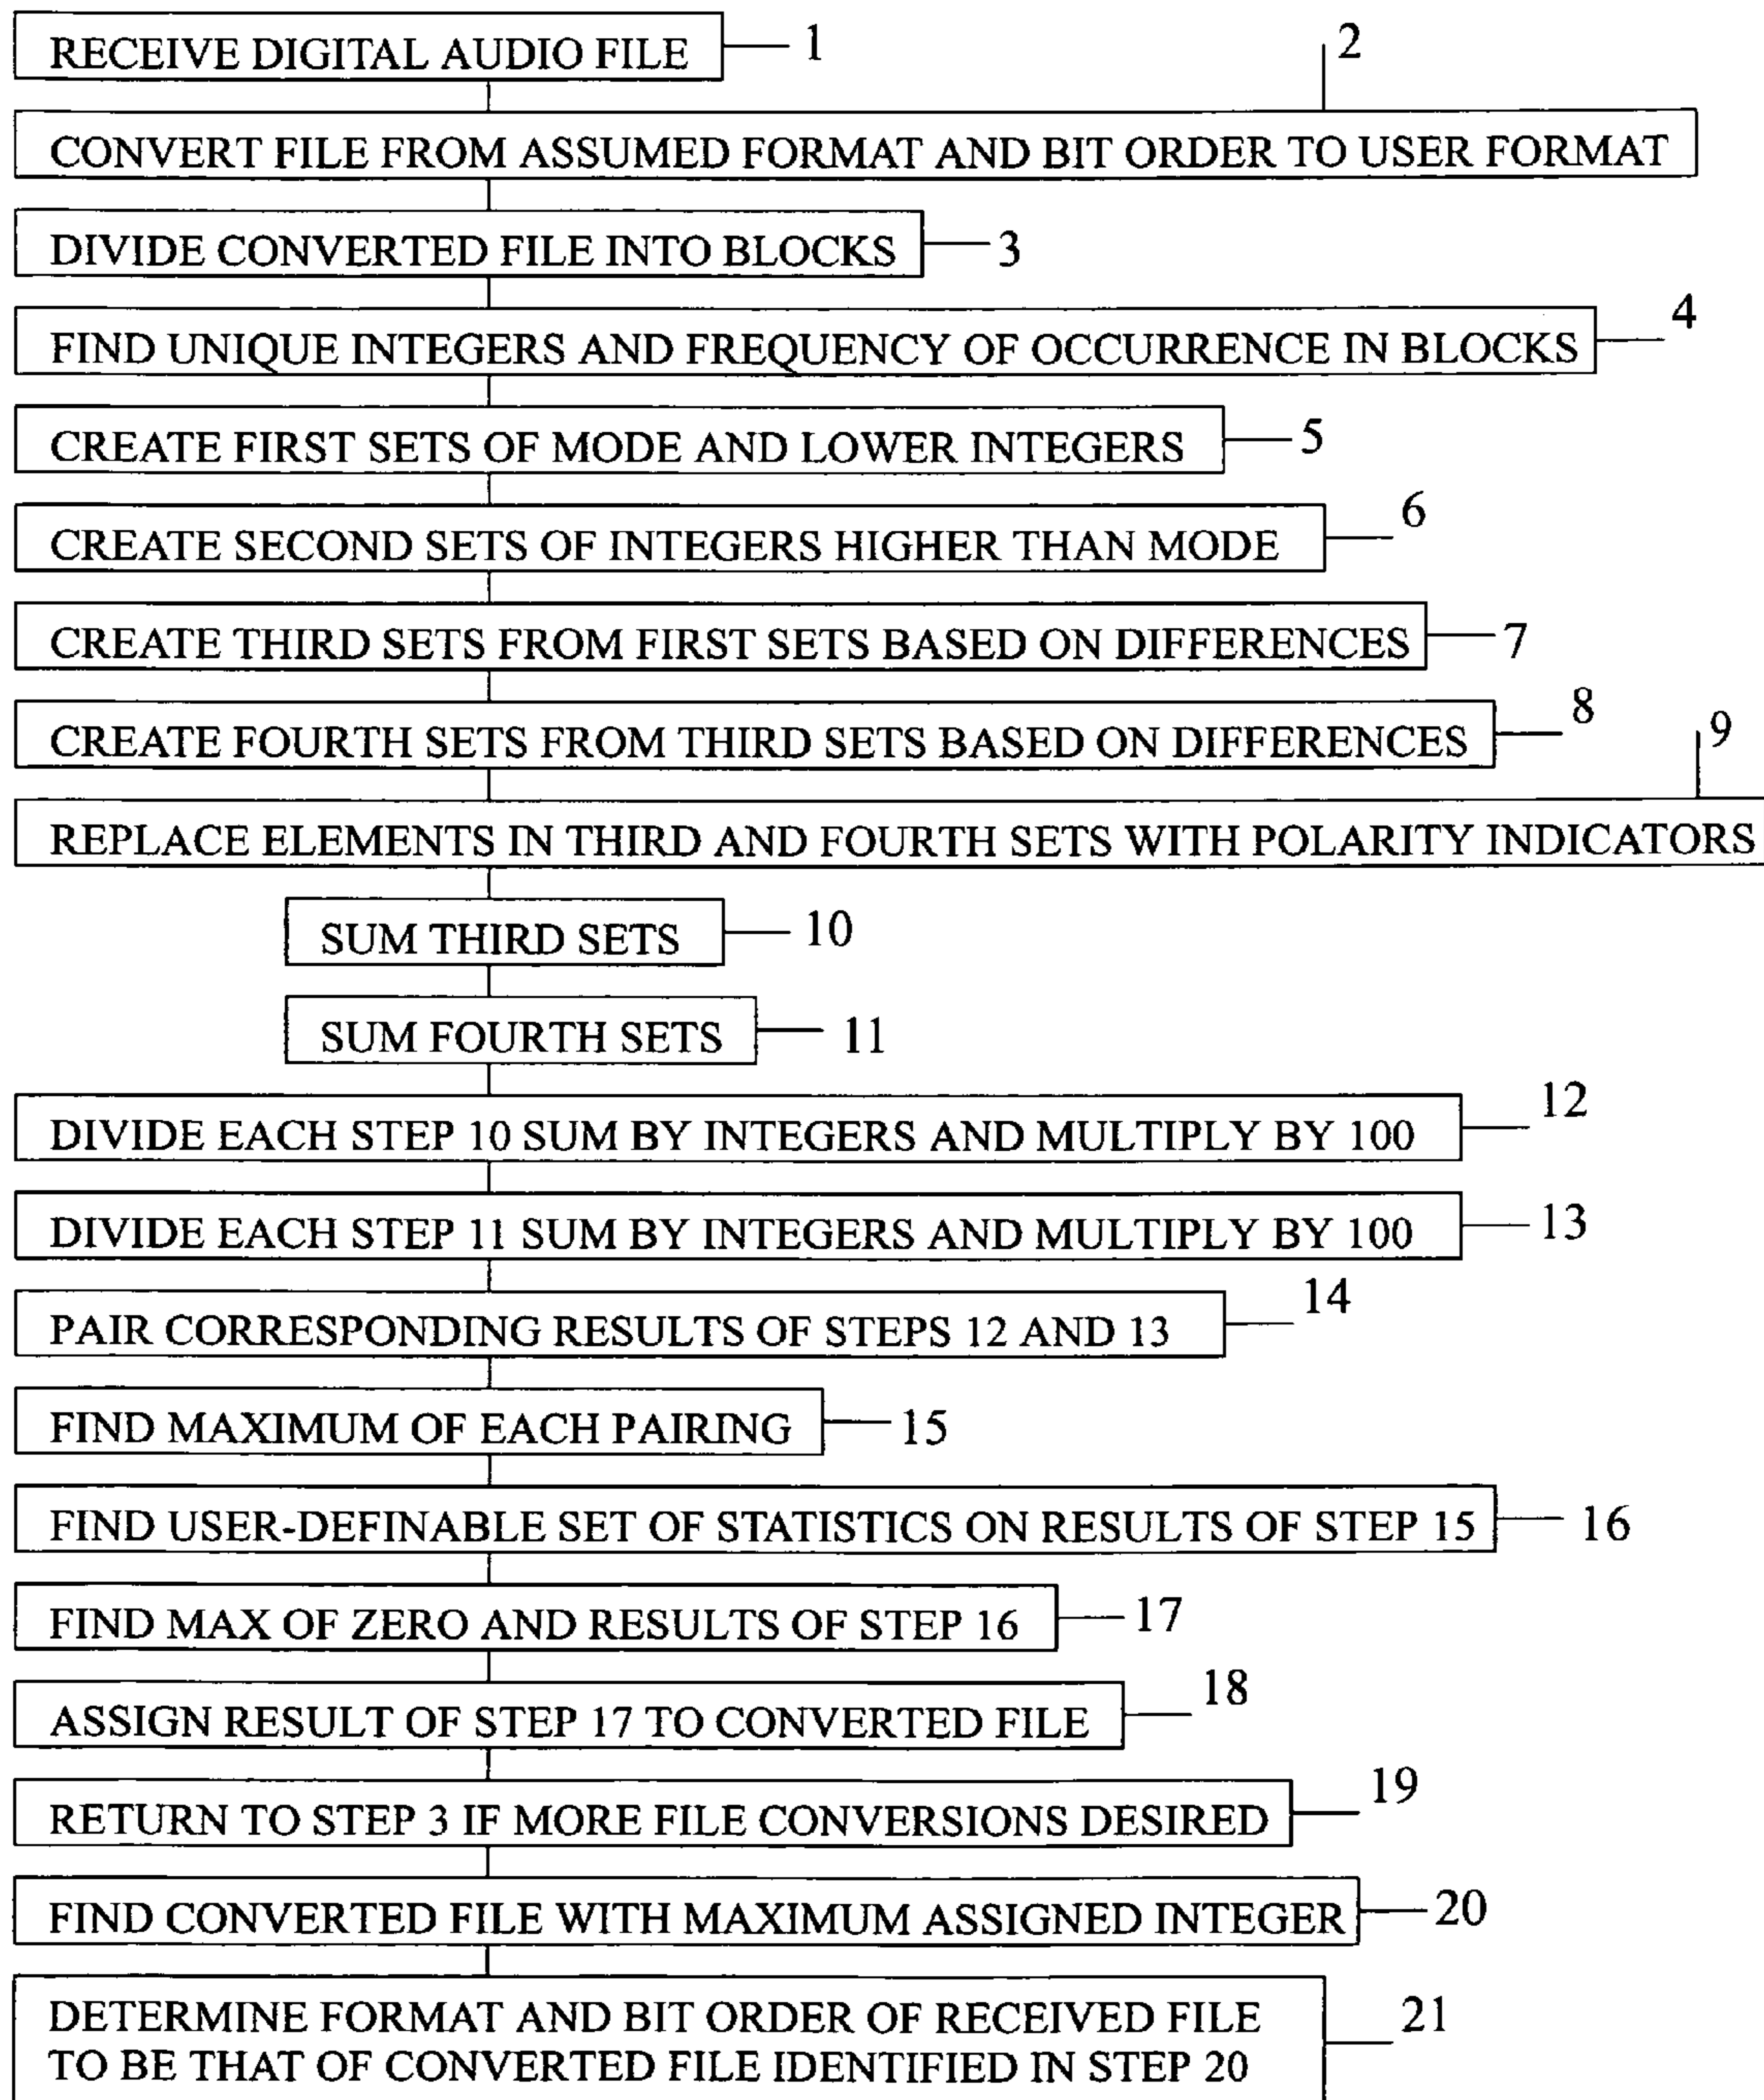 RECEIVE DIGITAL AUDIO FILE 1
2
CONVERT FILE FROM ASSUMED FORMAT AND BIT ORDER TO USER FORMAT
DIVIDE CONVERTED FILE INTO BLOCKS 3
FIND UNIQUE INTEGERS AND FREQUENCY OF OCCURRENCE IN BLOCKS 4
CREATE FIRST SETS OF MODE AND LOWER INTEGERS 5
CREATE SECOND SETS OF INTEGERS HIGHER THAN MODE 6
CREATE THIRD SETS FROM FIRST SETS BASED ON DIFFERENCES 7
CREATE FOURTH SETS FROM THIRD SETS BASED ON DIFFERENCES 8
9
REPLACE ELEMENTS IN THIRD AND FOURTH SETS WITH POLARITY INDICATORS
SUM THIRD SETS 10
SUM FOURTH SETS 11
DIVIDE EACH STEP 10 SUM BY INTEGERS AND MULTIPLY BY 100 12
DIVIDE EACH STEP 11 SUM BY INTEGERS AND MULTIPLY BY 100 13
PAIR CORRESPONDING RESULTS OF STEPS 12 AND 13 14
FIND MAXIMUM OF EACH PAIRING 15
FIND USER-DEFINABLE SET OF STATISTICS ON RESULTS OF STEP 15 16
FIND MAX OF ZERO AND RESULTS OF STEP 16 17
ASSIGN RESULT OF STEP 17 TO CONVERTED FILE 18
RETURN TO STEP 3 IF MORE FILE CONVERSIONS DESIRED 19
FIND CONVERTED FILE WITH MAXIMUM ASSIGNED INTEGER 20
DETERMINE FORMAT AND BIT ORDER OF RECEIVED FILE 21
TO BE THAT OF CONVERTED FILE IDENTIFIED IN STEP 20